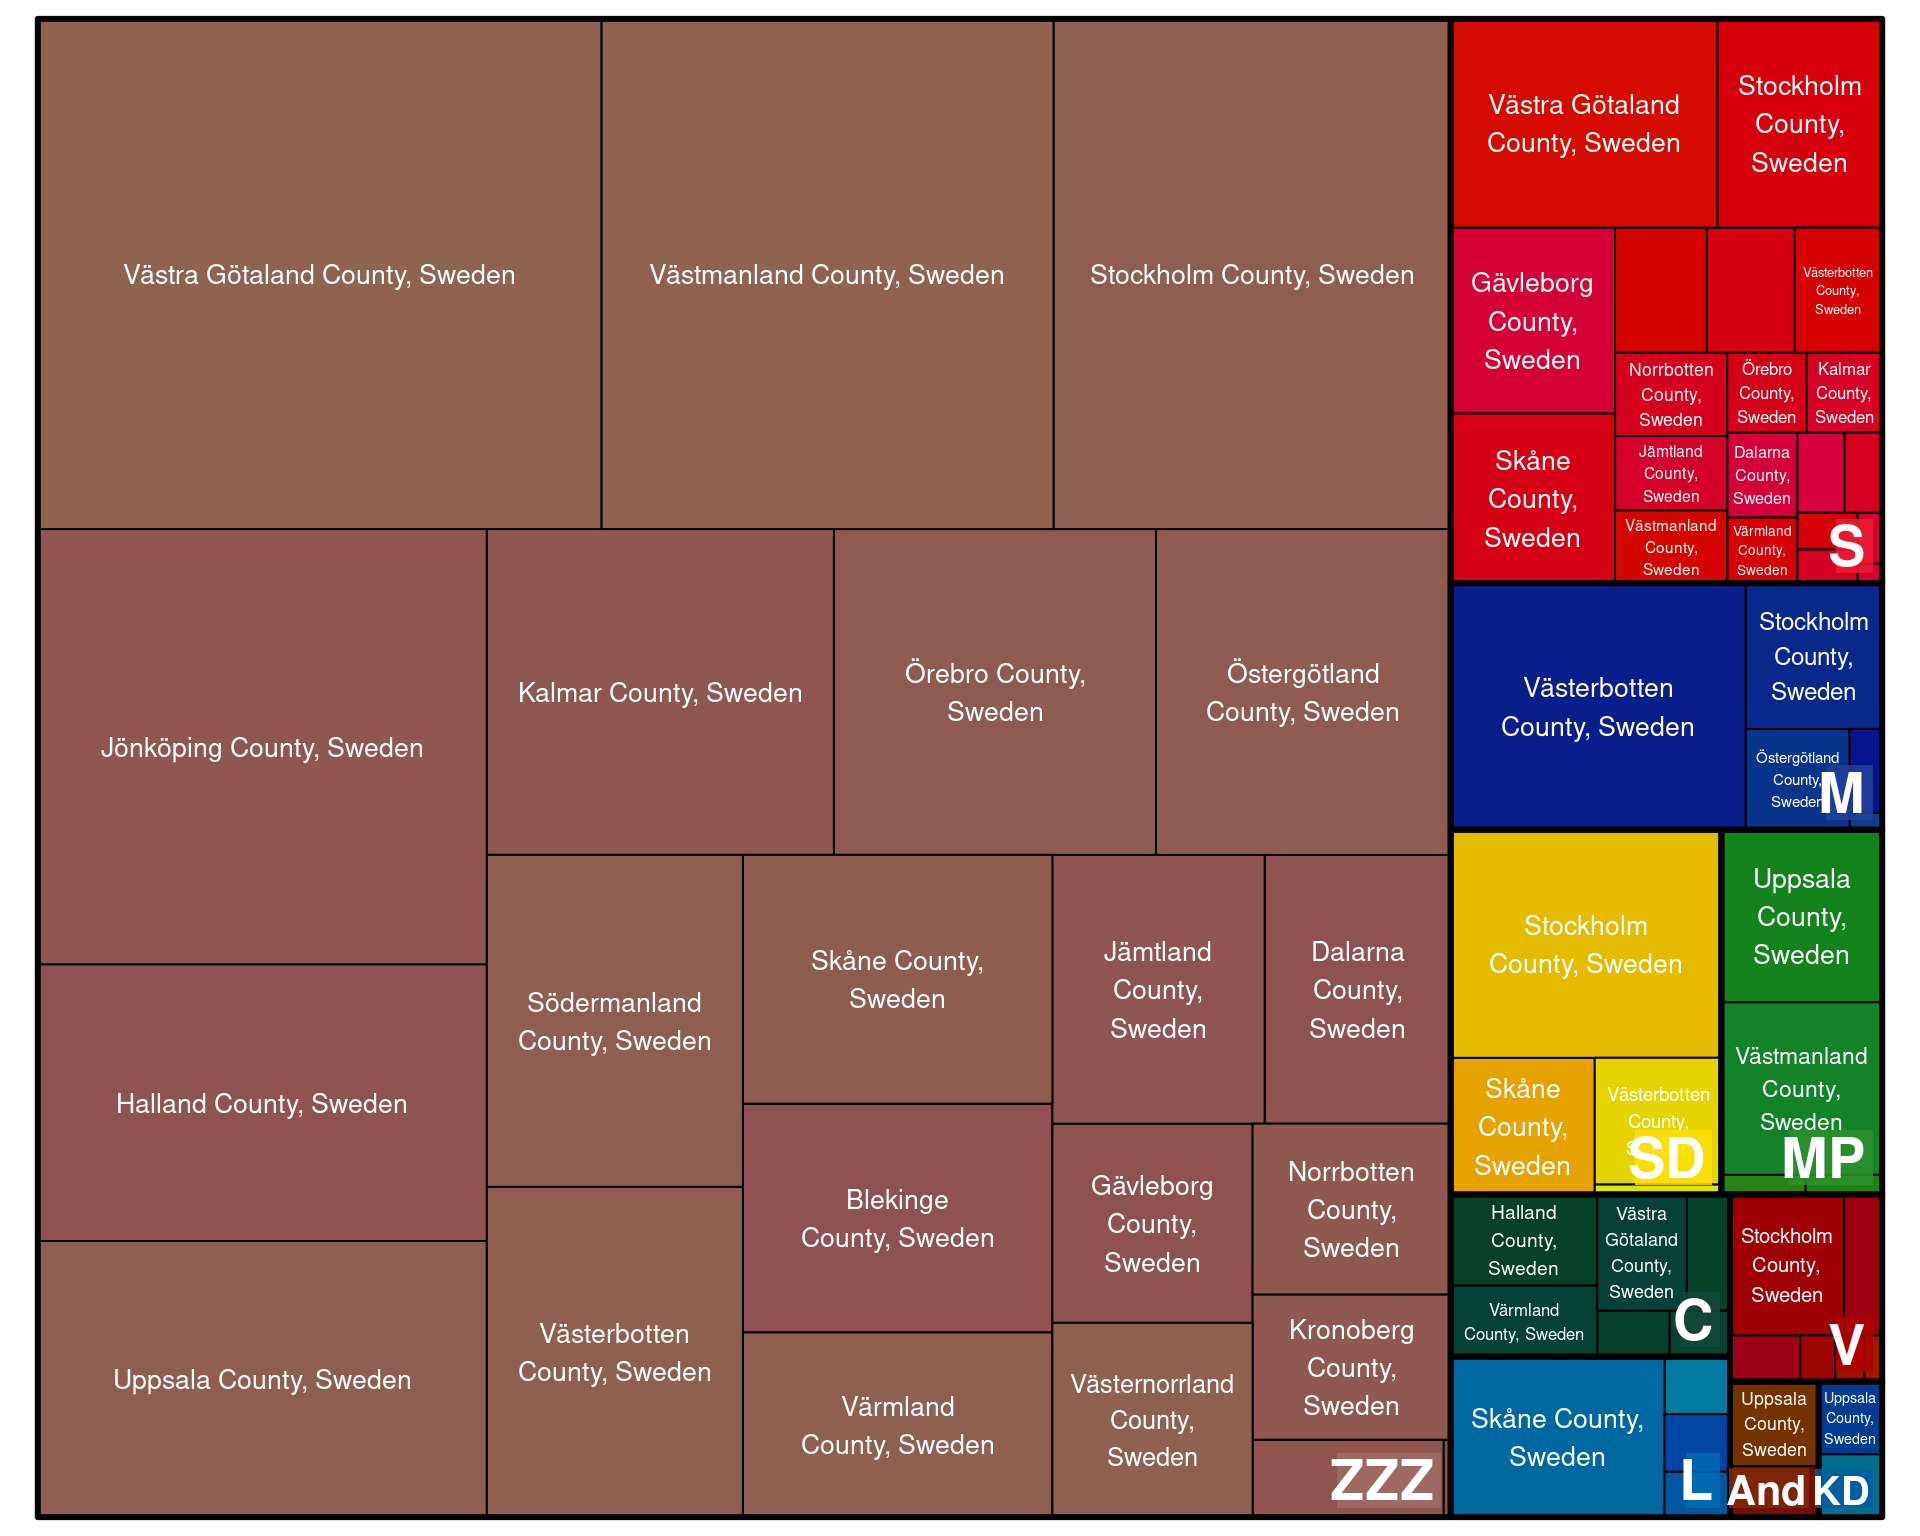 Västra Götaland County, Sweden
Västmanland County, Sweden
Stockholm County, Sweden
Jönköping County, Sweden
Kalmar County, Sweden
Örebro County,
Sweden
Östergötland
County, Sweden
Halland County, Sweden
Uppsala County, Sweden
Södermanland
County, Sweden
Skåne County,
Sweden
Jämtland
County,
Sweden
Dalarna
County,
Sweden
Blekinge
County, Sweden
Västerbotten
County, Sweden
Värmland
County, Sweden
Gävleborg
County,
Sweden
Norrbotten
County,
Sweden
Västernorrland
County,
Sweden
Kronoberg
County,
Sweden
ZZZ
Västra Götaland
County, Sweden
Stockholm
County,
Sweden
Gävleborg
County,
Sweden
Västerbotten
County,
Sweden
Skåne
County,
Sweden
Norrbotten
County,
Sweden
Örebro
County,
Sweden
Kalmar
County,
Sweden
Jämtland
County,
Sweden
Dalarna
County,
Sweden
Västmanland
County,
Sweden
Värmland
County,
Sweden
S
Västerbotten
County, Sweden
Stockholm
County,
Sweden
Östergötland
County,
Sweden
M
Stockholm
County, Sweden
Skåne
County,
Sweden
Västerbotten
County,
SD
Uppsala
County,
Sweden
Västmanland
County,
Sweden
MP
Halland
County,
Sweden
Västra
Götaland
County,
Sweden
Värmland
County, Sweden
C
Stockholm
County,
Sweden
V
Skåne County,
Sweden
L
Uppsala
County,
Sweden
And
Uppsala
County,
Sweden
KD